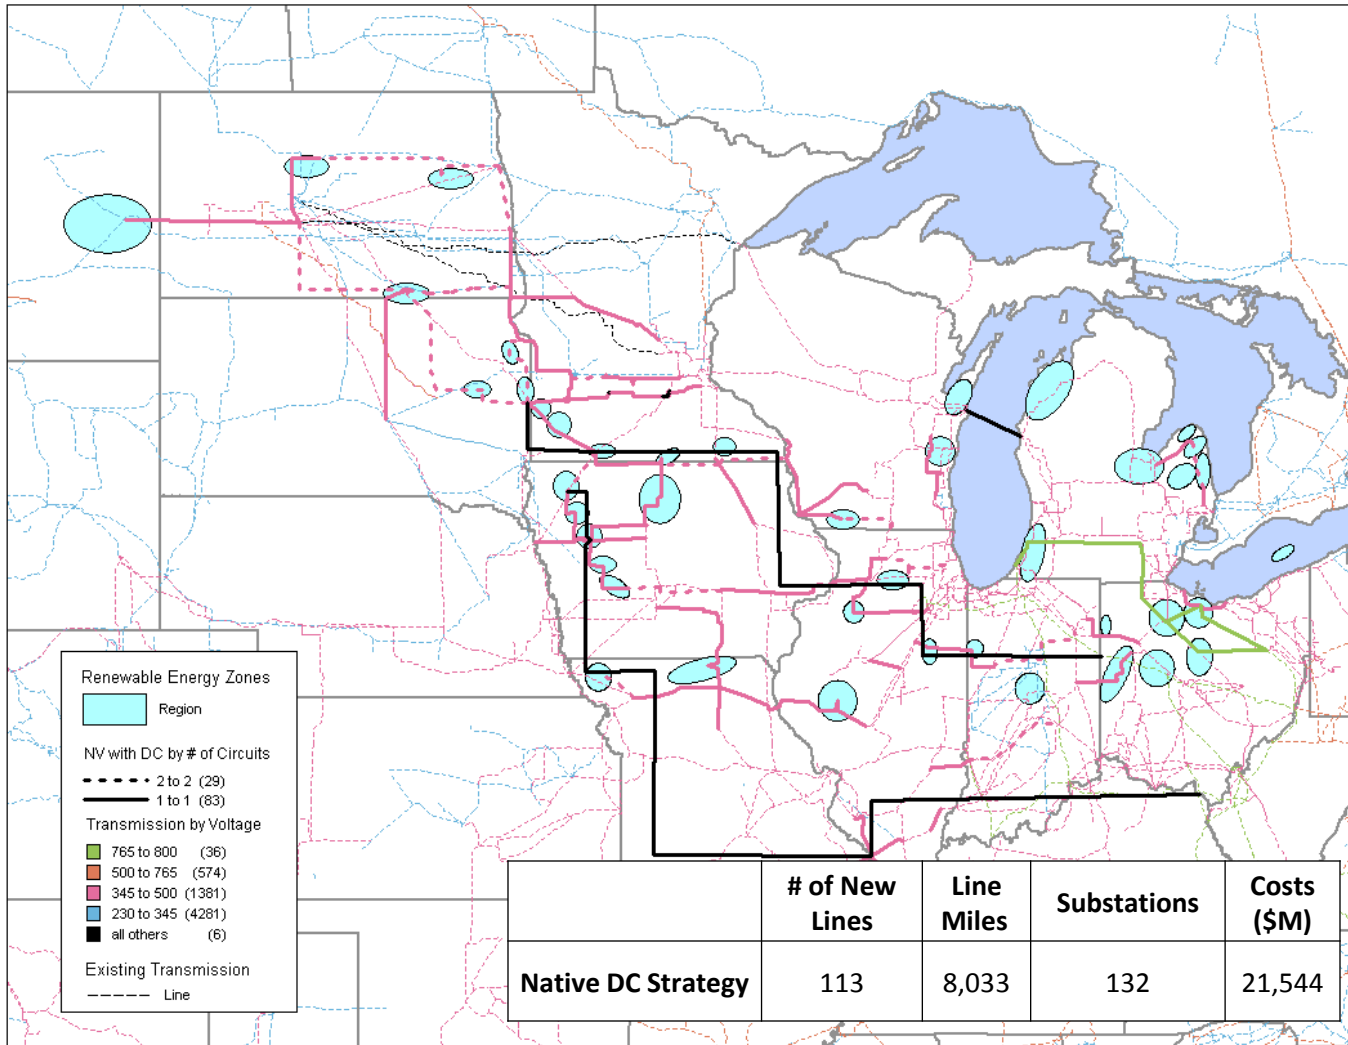 Renewable Energy Zones
Region
NV with DC by # of Circuits
2 to 2 (29)
1 to 1 (83)
Transmission by Voltage
765 to 800 (36)
500 to 765 (574)
345 to 500 (1381)
230 to 345 (4281)
all others (6)
Existing Transmission
Line
# of New Lines Line Miles Substations Costs ($M)
Native DC Strategy 113 8,033 132 21,544